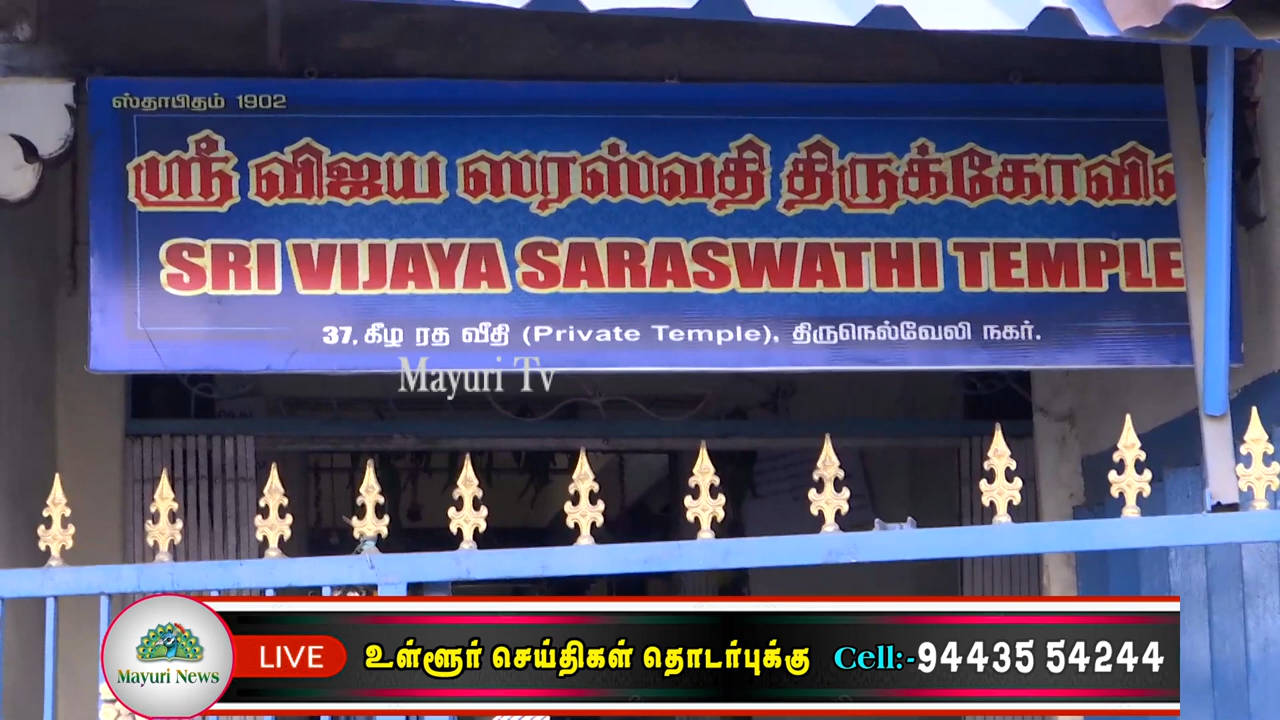 ஸ்தாபிதம் 1902
ஸ்ரீ விஜய ஸரஸ்வதி திருக்கோவில்
SRI VIJAYA SARASWATHI TEMPLE
37, கீழ ரத வீதி (Private Temple), திருநெல்வேலி நகர்.
Mayuri Tv
Mayuri News
LIVE உள்ளூர் செய்திகள் தொடர்புக்கு Cell:-94435 54244